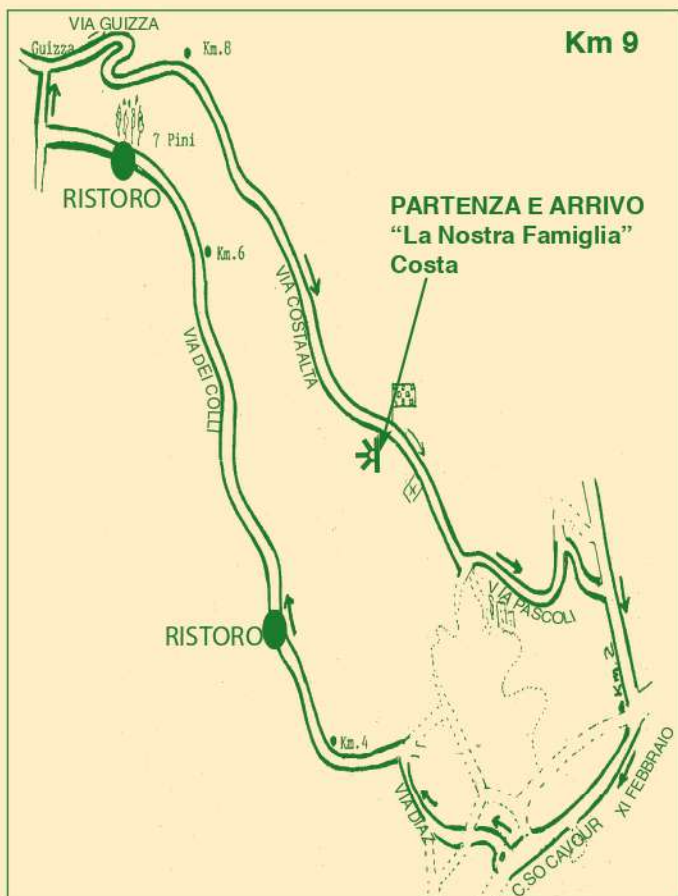 VIA GUIZZA
Guizza
Km.8
Km 9
7 Pini
RISTORO
PARTENZA E ARRIVO
“La Nostra Famiglia”
Costa
Km.6
VIA COSTA ALTA
VIA DEI COLLI
VIA PASCOLI
RISTORO
Km.2
Km.4
VIA DIAZ
XI FEBBRAIO
C.SO CAVOUR